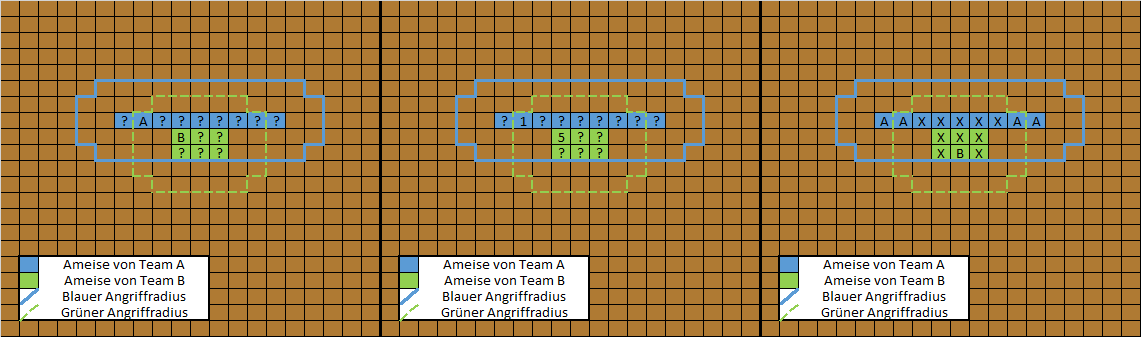 ? A ? ? ? ? ? ? ?
B ? ?
? ? ?
Ameise von Team A
Ameise von Team B
Blauer Angriffradius
Grüner Angriffradius
? 1 ? ? ? ? ? ? ?
5 ? ?
? ? ?
Ameise von Team A
Ameise von Team B
Blauer Angriffradius
Grüner Angriffradius
A A X X X X X A A
X X X
X B X
Ameise von Team A
Ameise von Team B
Blauer Angriffradius
Grüner Angriffradius